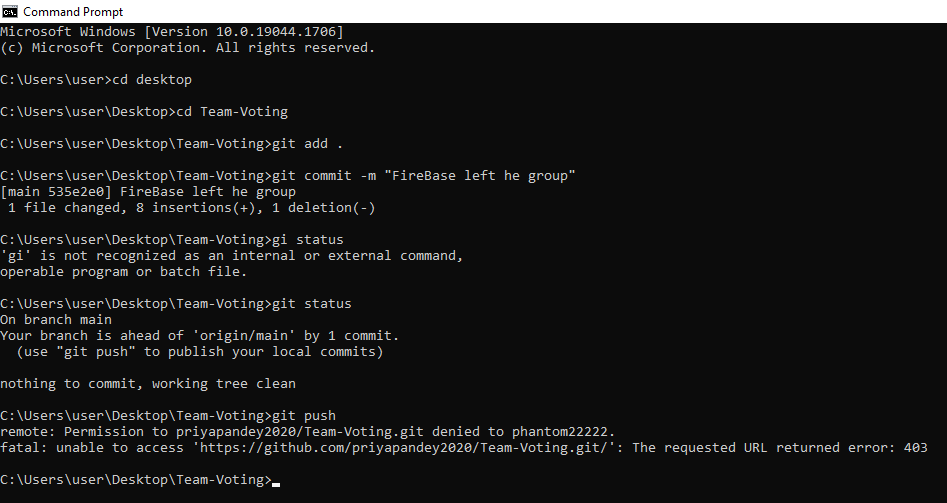 Command Prompt
Microsoft Windows [Version 10.0.19044.1706]
(c) Microsoft Corporation. All rights reserved.
C:\Users\user>cd desktop
C:\Users\user\Desktop>cd Team-Voting
C:\Users\user\Desktop\Team-Voting>git add .
C:\Users\user\Desktop\Team-Voting>git commit -m "FireBase left he group"
[main 535e2e0] FireBase left he group
 1 file changed, 8 insertions(+), 1 deletion(-)
C:\Users\user\Desktop\Team-Voting>gi status
'gi' is not recognized as an internal or external command,
operable program or batch file.
C:\Users\user\Desktop\Team-Voting>git status
On branch main
Your branch is ahead of 'origin/main' by 1 commit.
  (use "git push" to publish your local commits)
nothing to commit, working tree clean
C:\Users\user\Desktop\Team-Voting>git push
remote: Permission to priyapandey2020/Team-Voting.git denied to phantom22222.
fatal: unable to access 'https://github.com/priyapandey2020/Team-Voting.git/': The requested URL returned error: 403
C:\Users\user\Desktop\Team-Voting>